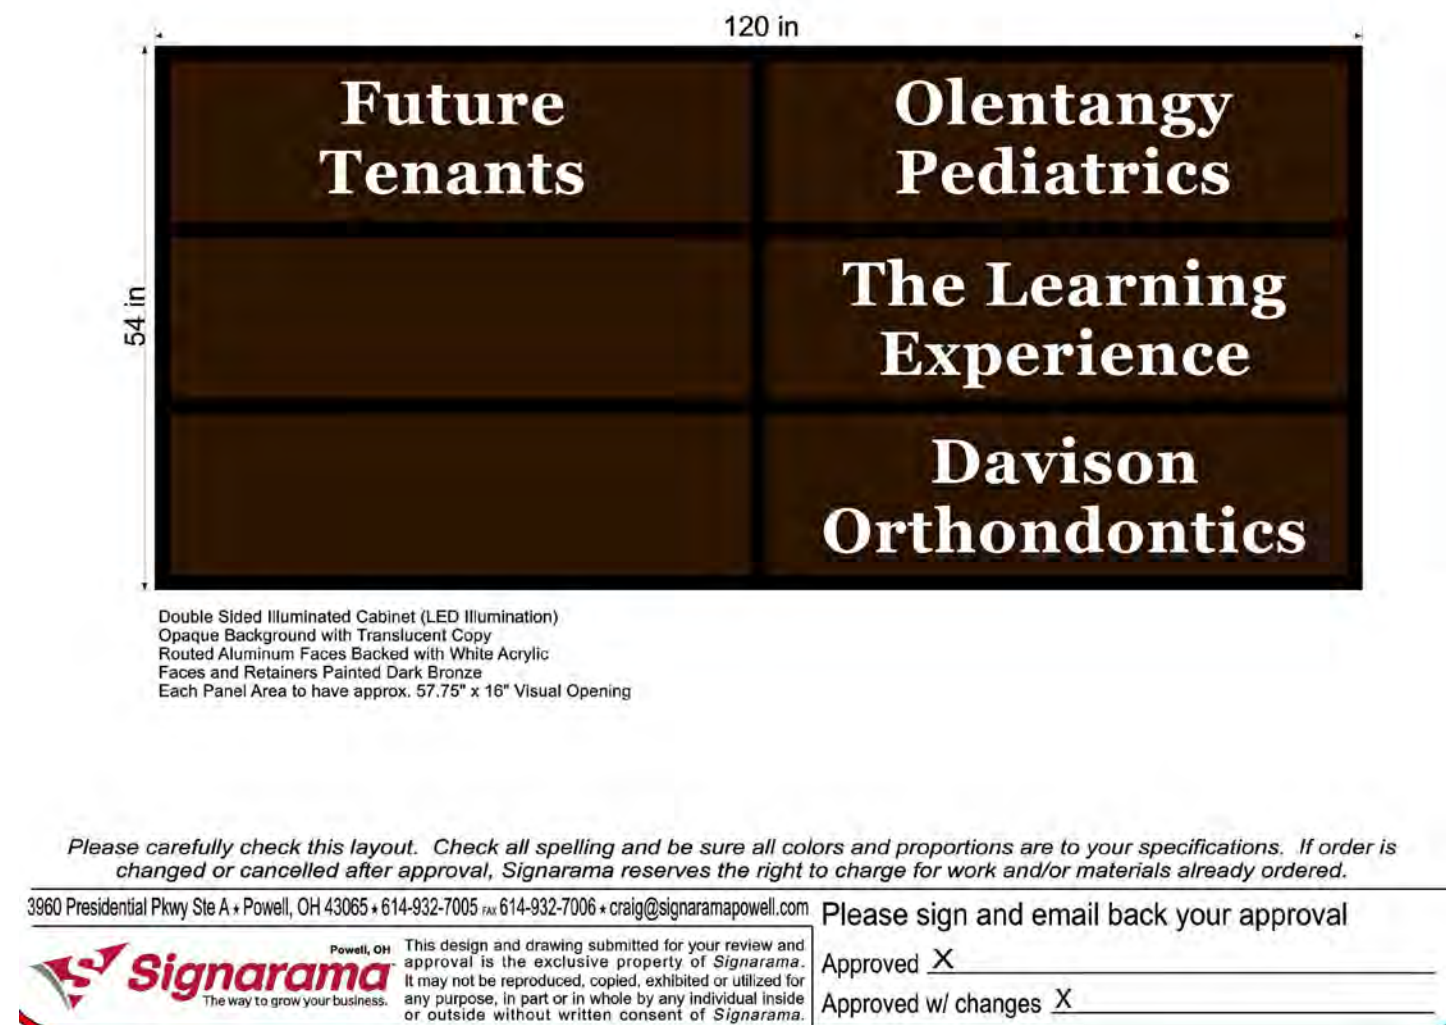 120 in
54 in
Future
Tenants
Olentangy
Pediatrics
The Learning
Experience
Davison
Orthondontics
Double Sided Illuminated Cabinet (LED Illumination)
Opaque Background with Translucent Copy
Routed Aluminum Faces Backed with White Acrylic
Faces and Retainers Painted Dark Bronze
Each Panel Area to have approx. 57.75" x 16" Visual Opening
Please carefully check this layout. Check all spelling and be sure all colors and proportions are to your specifications. If order is
changed or cancelled after approval, Signarama reserves the right to charge for work and/or materials already ordered.
3960 Presidential Pkwy Ste A ★ Powell, OH 43065 ★ 614-932-7005 FAX 614-932-7006 ★ craig@signaramapowell.com
Powell, OH
Signarama
The way to grow your business.
This design and drawing submitted for your review and
approval is the exclusive property of Signarama.
It may not be reproduced, copied, exhibited or utilized for
any purpose, in part or in whole by any individual inside
or outside without written consent of Signarama.
Please sign and email back your approval
Approved X
Approved w/ changes X